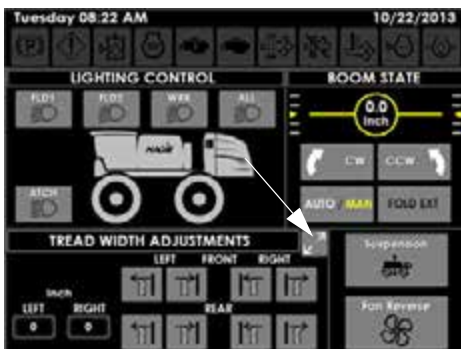 Tuesday 08:22 AM 10/22/2013
LIGHTING CONTROL
BOOM STATE
FLD1 FLD2 WRK ALL
0.0
Inch
HAGIE
CW CCW
ATCH
AUTO / MAN FOLD EXT
TREAD WIDTH ADJUSTMENTS
LEFT FRONT RIGHT
Suspension
Inch
LEFT RIGHT
REAR
Fan Reverse
0 0